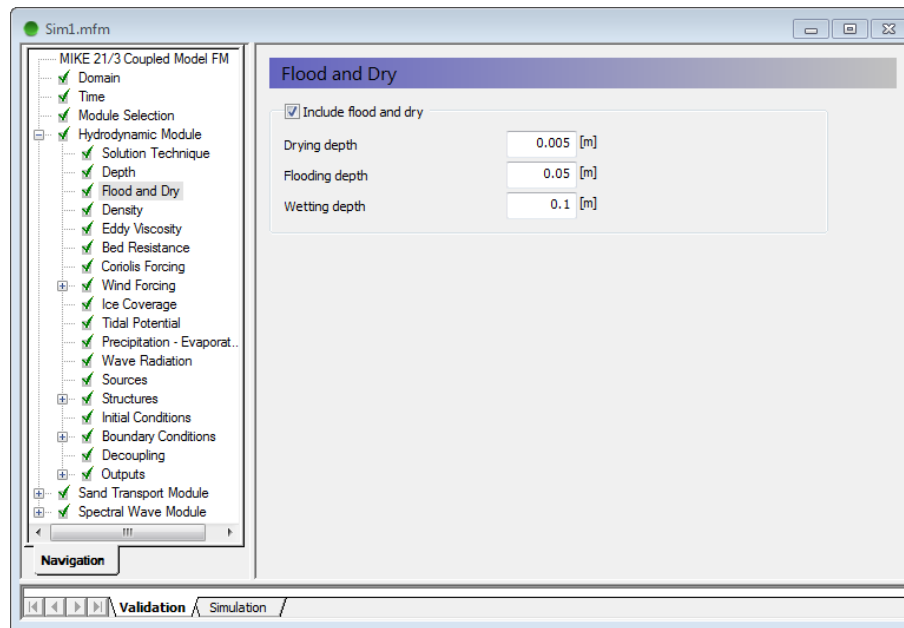 Sim1.mfm
MIKE 21/3 Coupled Model FM
Domain
Time
Module Selection
Hydrodynamic Module
Solution Technique
Depth
Flood and Dry
Density
Eddy Viscosity
Bed Resistance
Coriolis Forcing
Wind Forcing
Ice Coverage
Tidal Potential
Precipitation - Evaporat..
Wave Radiation
Sources
Structures
Initial Conditions
Boundary Conditions
Decoupling
Outputs
Sand Transport Module
Spectral Wave Module
Navigation
Flood and Dry
Include flood and dry
Drying depth 0.005 [m]
Flooding depth 0.05 [m]
Wetting depth 0.1 [m]
Validation Simulation